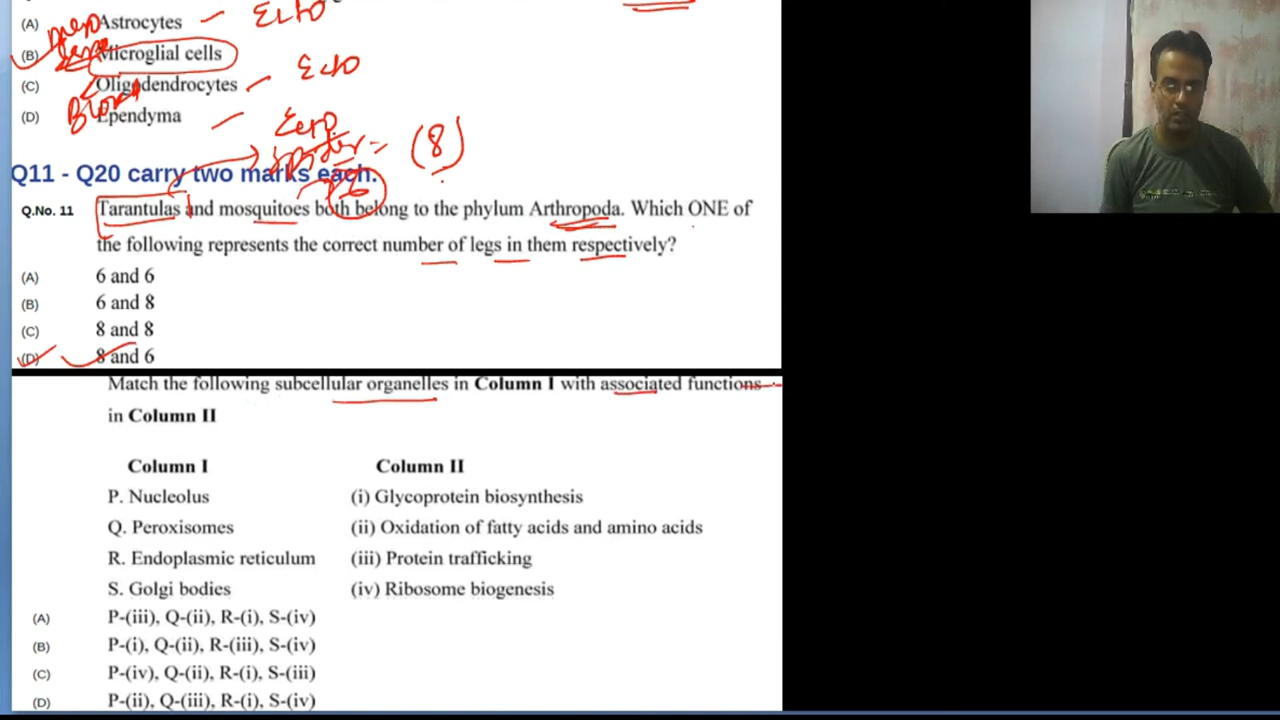 (A) Astrocytes - Ecto
(B) Microglial cells
(C) Oligodendrocytes - Ecto
(D) Ependyma -
= (8)
Q11 - Q20 carry two marks each.
6
Q.No. 11 Tarantulas and mosquitoes both belong to the phylum Arthropoda. Which ONE of
the following represents the correct number of legs in them respectively?
(A) 6 and 6
(B) 6 and 8
(C) 8 and 8
(D) 8 and 6
Match the following subcellular organelles in Column I with associated functions
in Column II
Column I Column II
P. Nucleolus (i) Glycoprotein biosynthesis
Q. Peroxisomes (ii) Oxidation of fatty acids and amino acids
R. Endoplasmic reticulum (iii) Protein trafficking
S. Golgi bodies (iv) Ribosome biogenesis
(A) P-(iii), Q-(ii), R-(i), S-(iv)
(B) P-(i), Q-(ii), R-(iii), S-(iv)
(C) P-(iv), Q-(ii), R-(i), S-(iii)
(D) P-(ii), Q-(iii), R-(i), S-(iv)